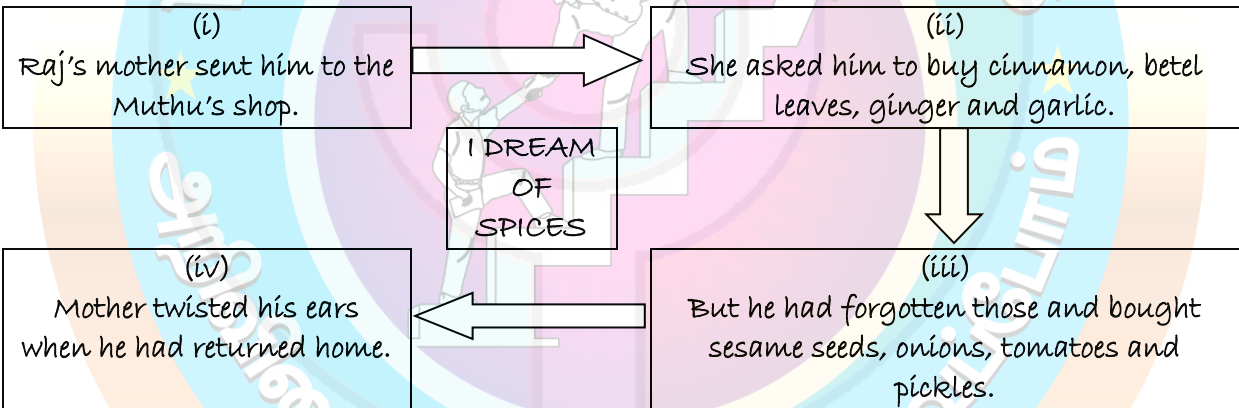 (i)
Raj's mother sent him to the
Muthu's shop.
(ii)
She asked him to buy cinnamon, betel
leaves, ginger and garlic.
I DREAM
OF
SPICES
(iii)
But he had forgotten those and bought
sesame seeds, onions, tomatoes and
pickles.
(iv)
Mother twisted his ears
when he had returned home.